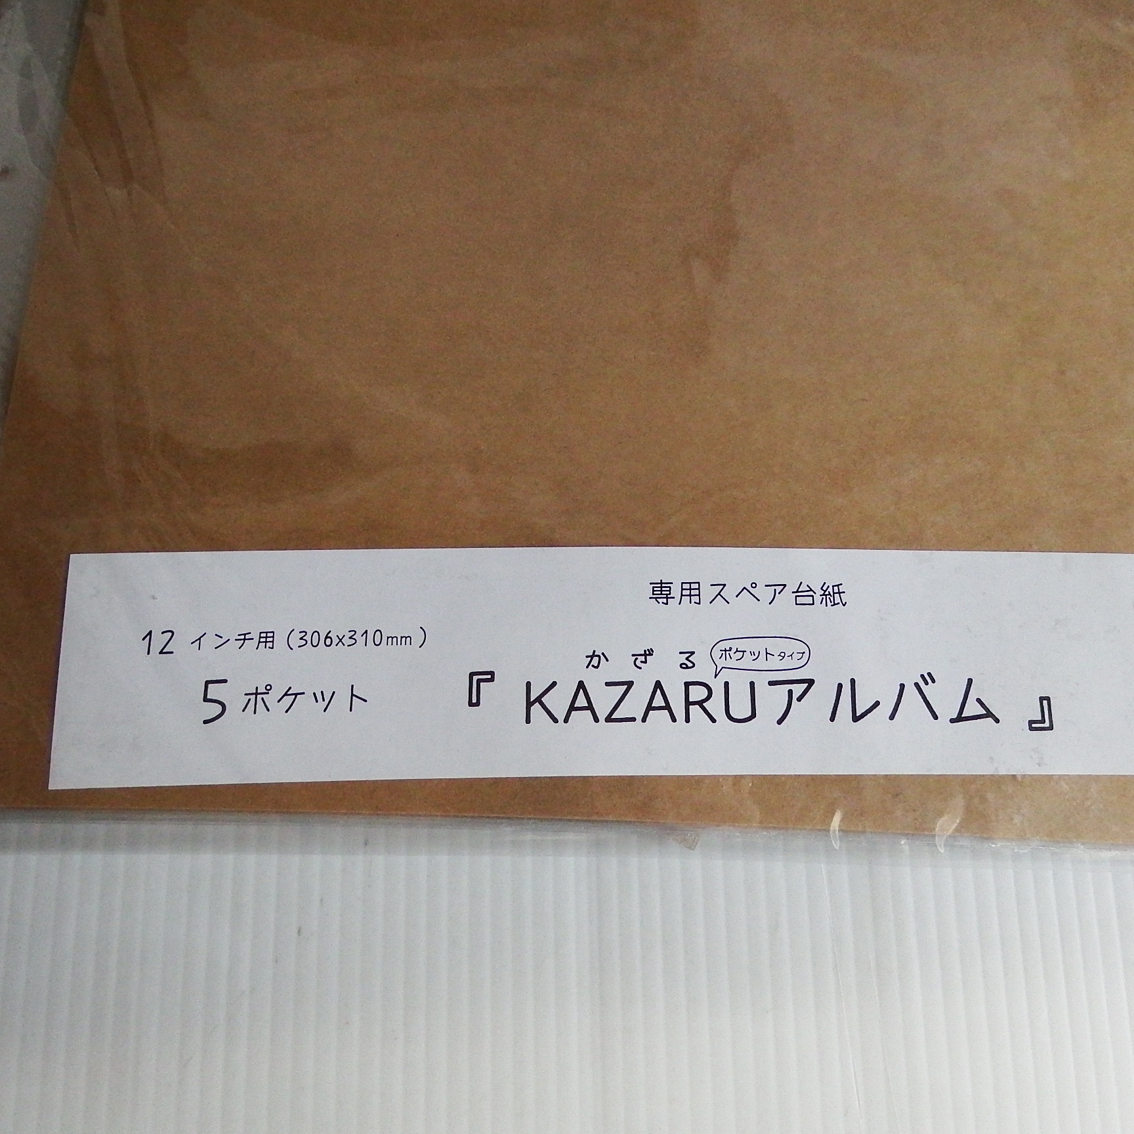 専用スペア台紙
12 インチ用(306x310mm)
5ポケット
かざる
ポケットタイプ
『KAZARUアルバム』